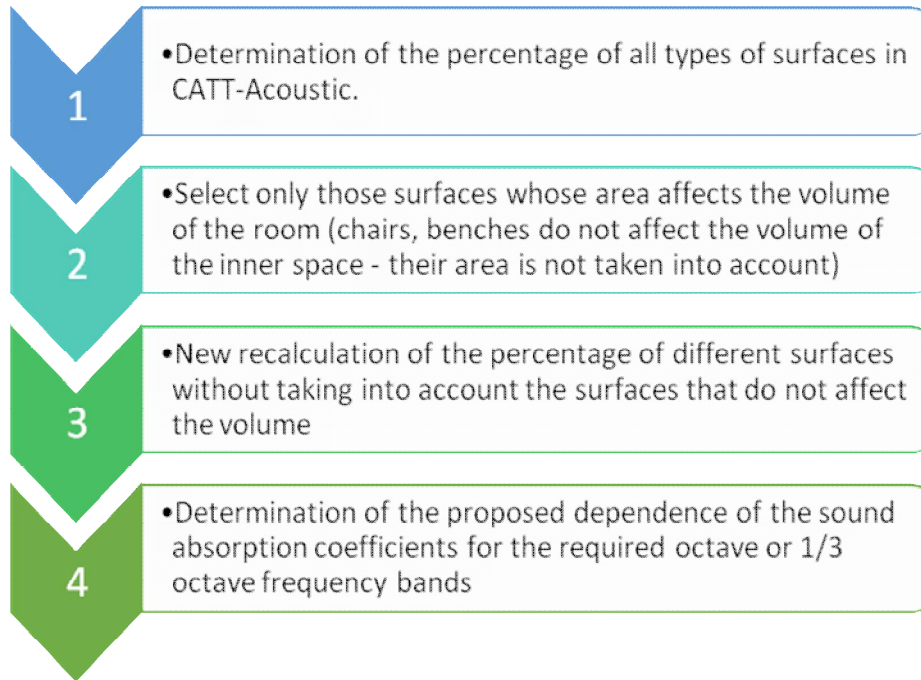 1
•Determination of the percentage of all types of surfaces in
CATT-Acoustic.
2
•Select only those surfaces whose area affects the volume
of the room (chairs, benches do not affect the volume of
the inner space - their area is not taken into account)
3
•New recalculation of the percentage of different surfaces
without taking into account the surfaces that do not affect
the volume
4
•Determination of the proposed dependence of the sound
absorption coefficients for the required octave or 1/3
octave frequency bands